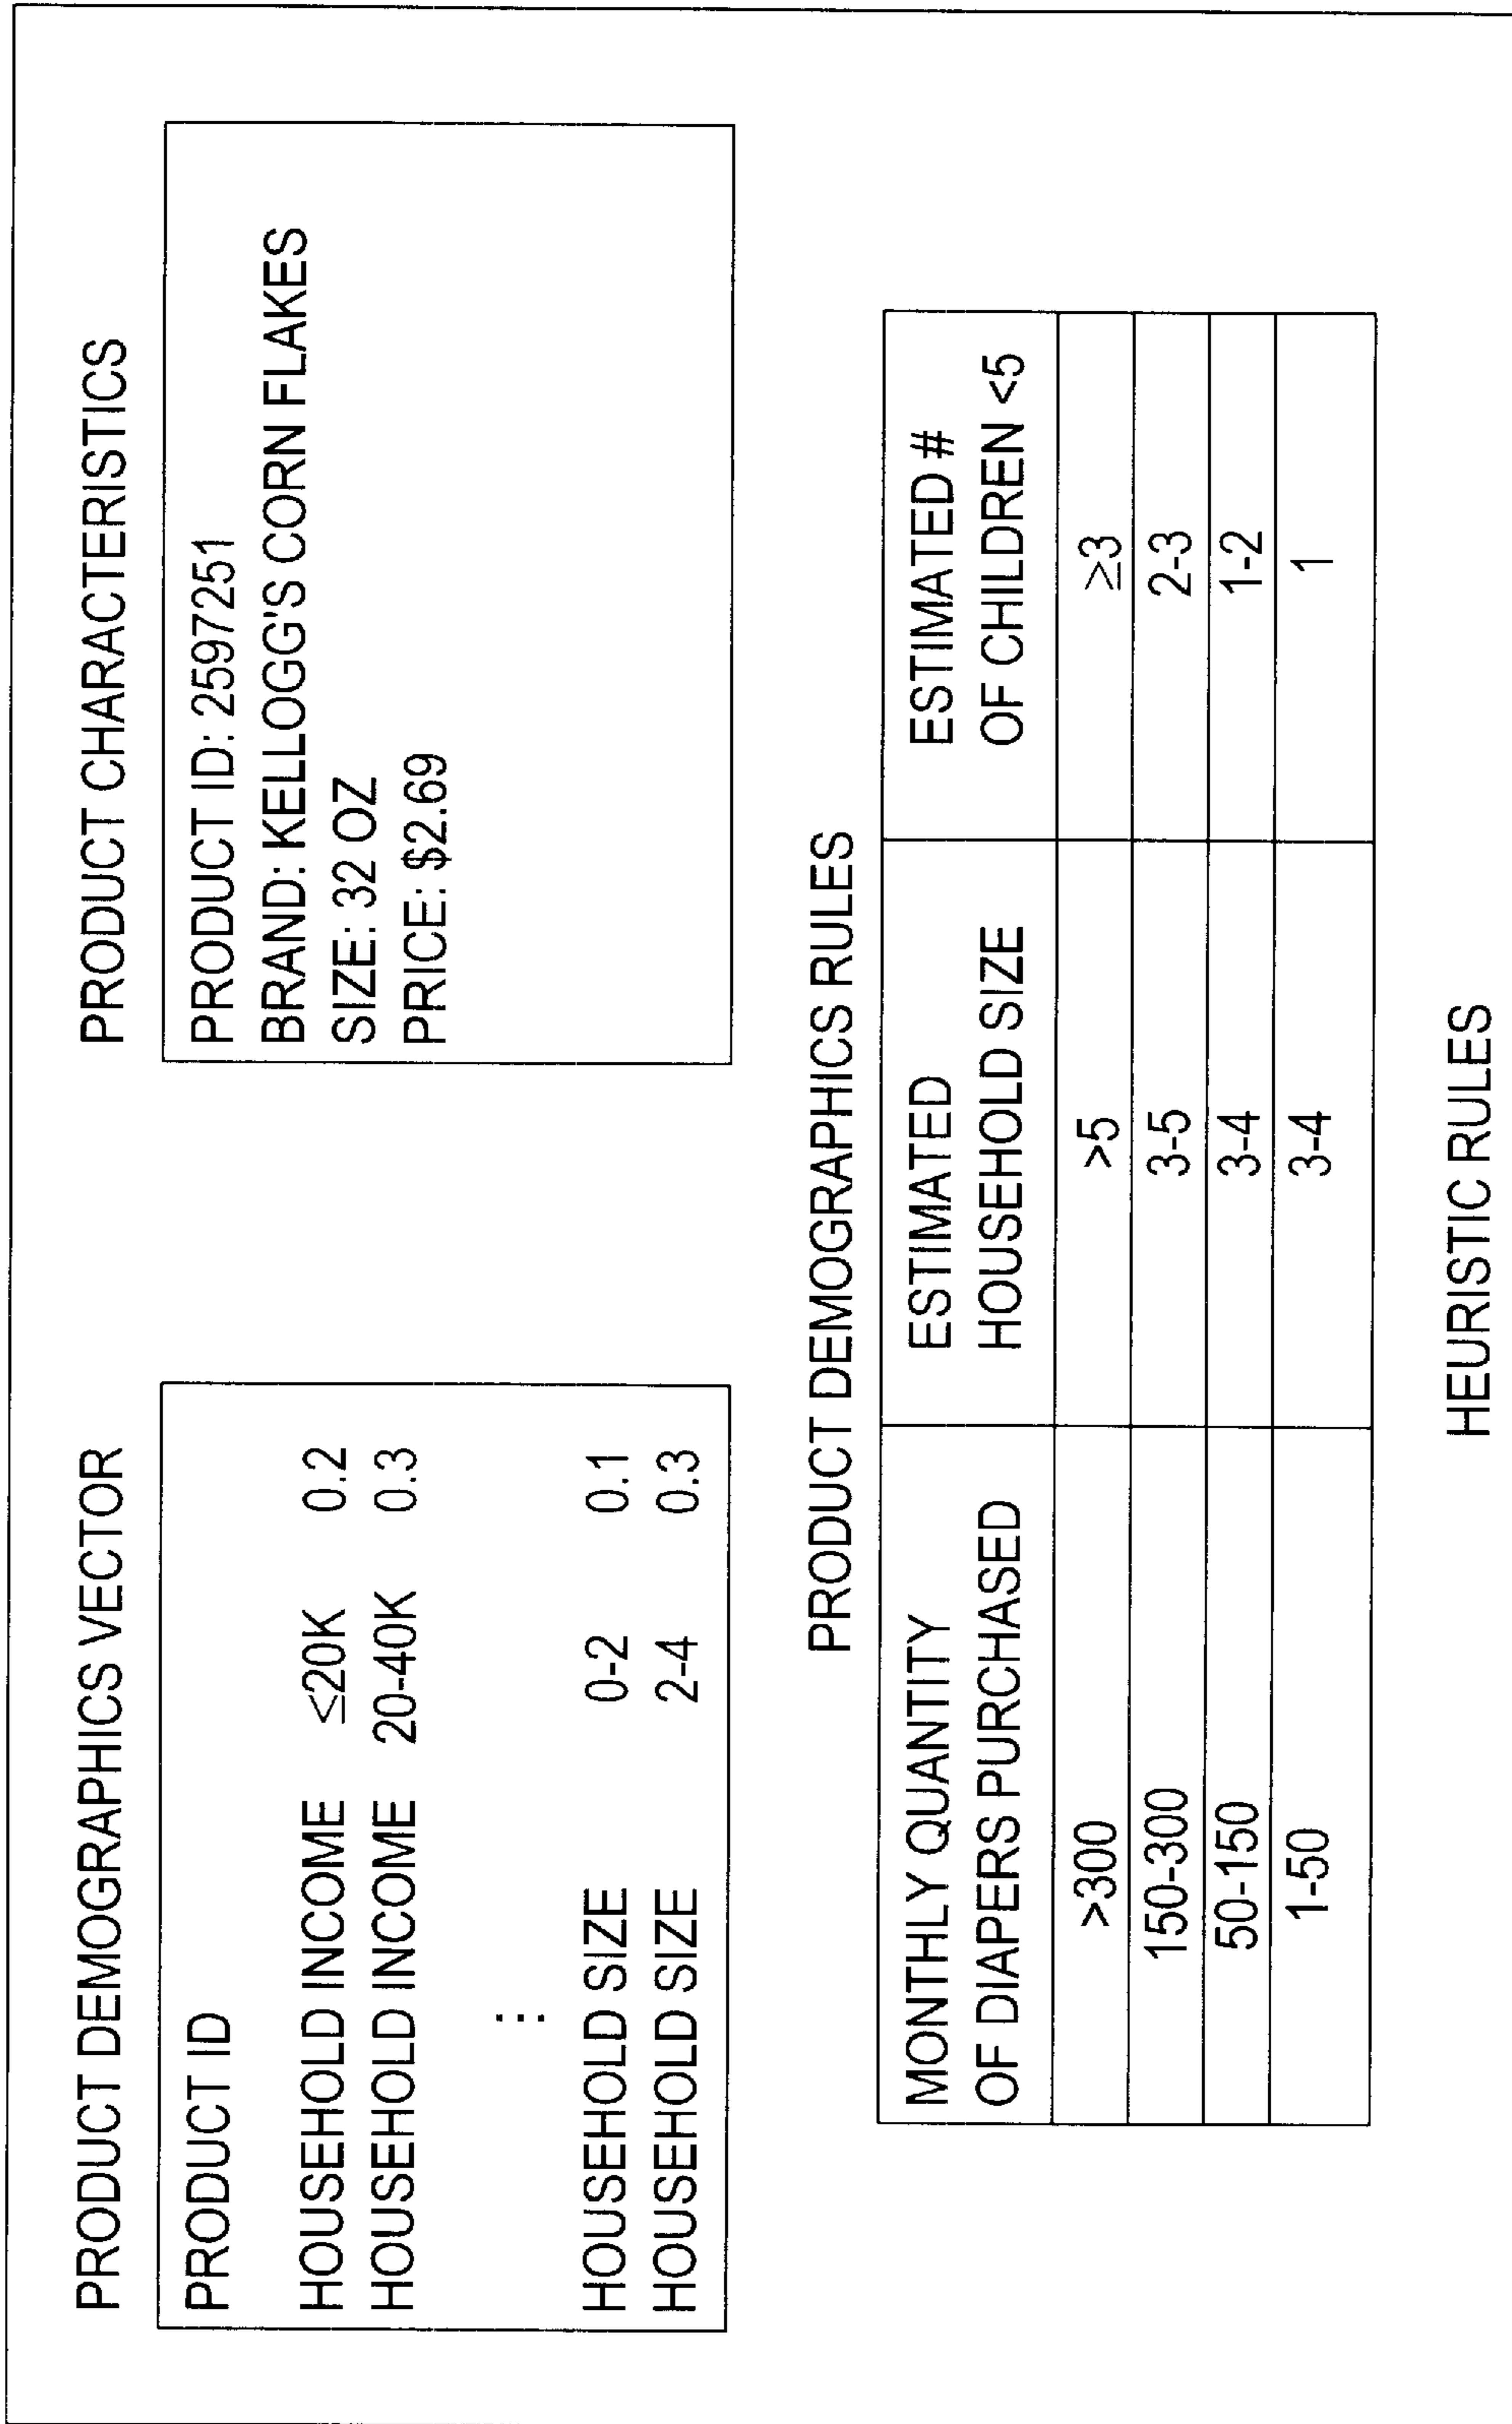 PRODUCT DEMOGRAPHICS VECTOR
PRODUCT ID
HOUSEHOLD INCOME ≤20K 0.2
HOUSEHOLD INCOME 20-40K 0.3
⋮
HOUSEHOLD SIZE 0-2 0.1
HOUSEHOLD SIZE 2-4 0.3
PRODUCT CHARACTERISTICS
PRODUCT ID: 2597251
BRAND: KELLOGG'S CORN FLAKES
SIZE: 32 OZ
PRICE: $2.69
PRODUCT DEMOGRAPHICS RULES
MONTHLY QUANTITY
OF DIAPERS PURCHASED
ESTIMATED
HOUSEHOLD SIZE
ESTIMATED #
OF CHILDREN <5
>300 >5 ≥3
150-300 3-5 2-3
50-150 3-4 1-2
1-50 3-4 1
HEURISTIC RULES